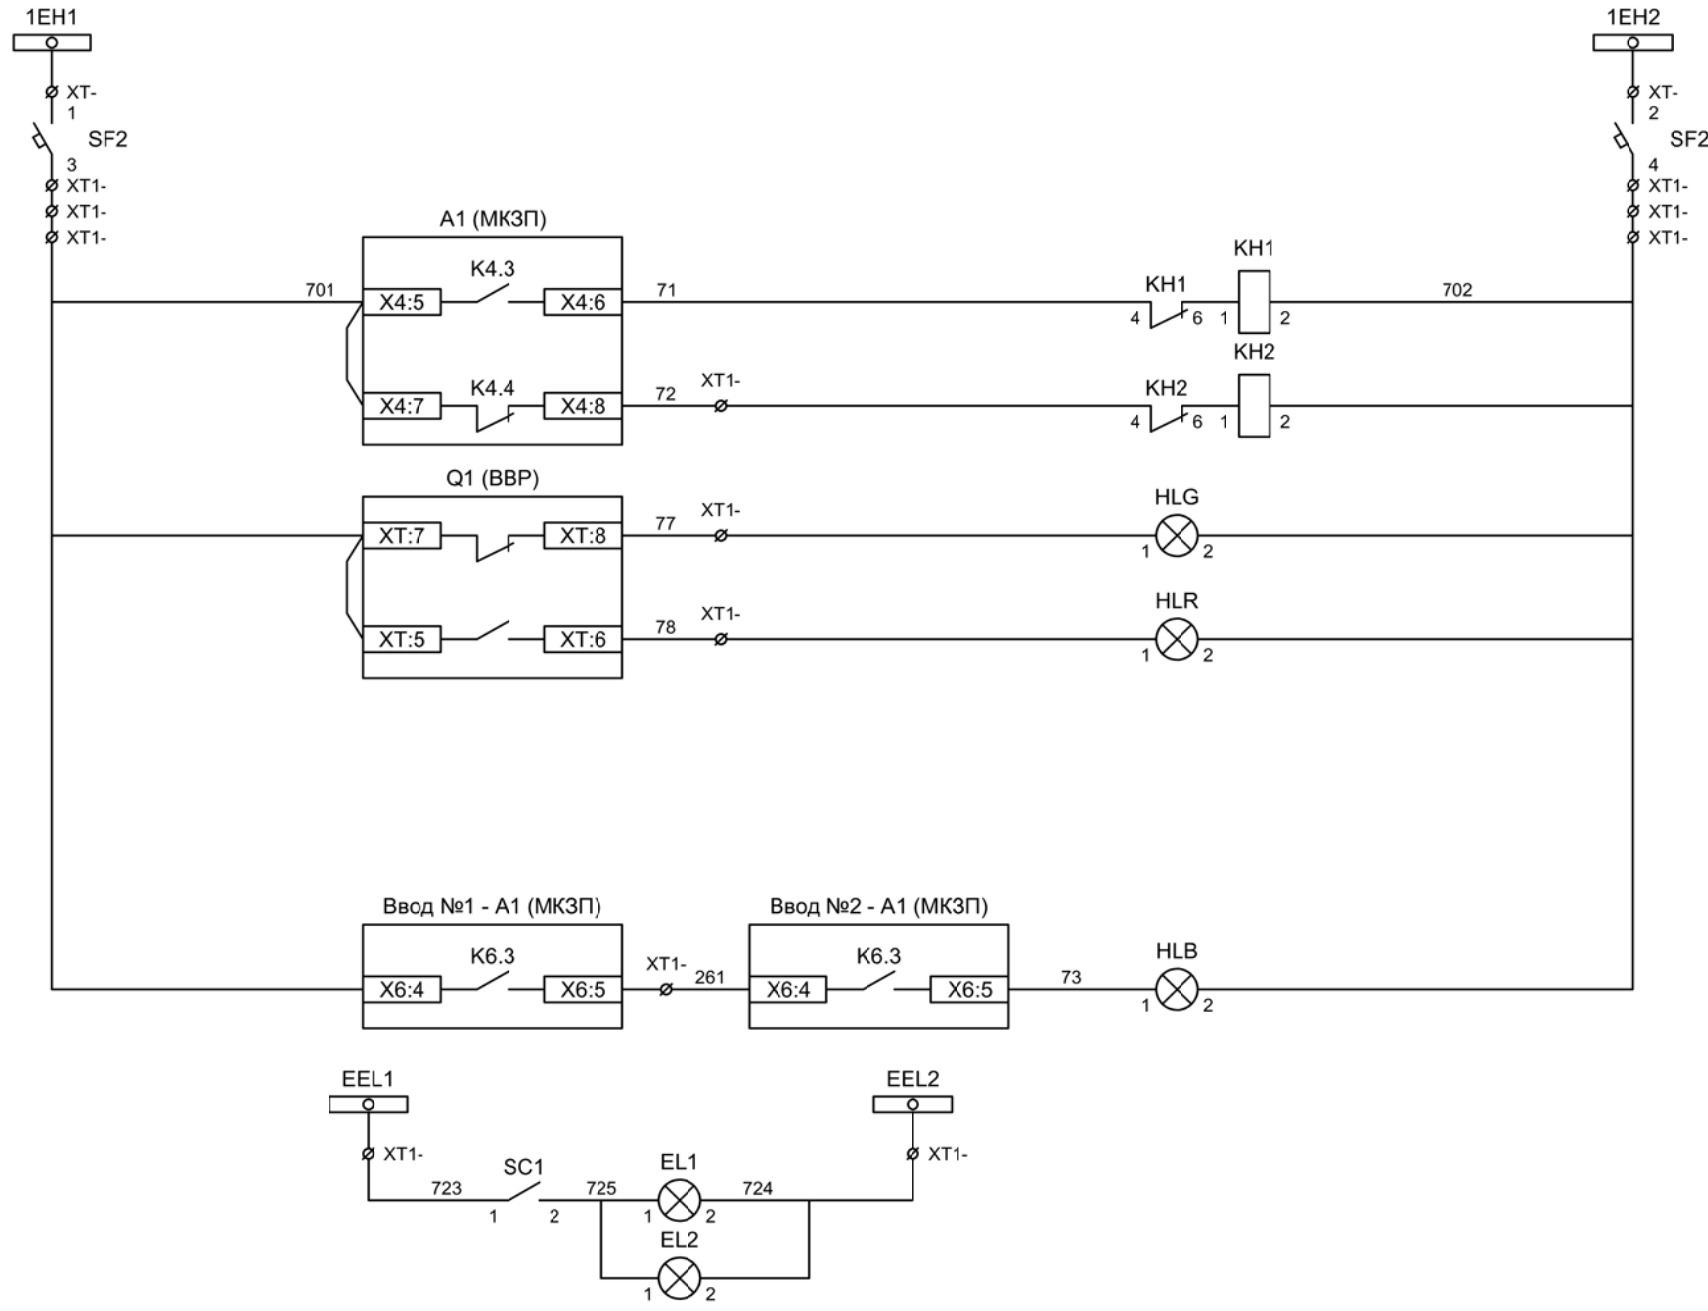 1EH1
1EH2
XT-
1
SF2
3
XT1-
XT1-
XT1-
XT-
2
SF2
4
XT1-
XT1-
XT1-
A1 (МКЗП)
701
X4:5
K4.3
X4:6
71
KH1
4
6
KH1
1
2
702
X4:7
K4.4
X4:8
72
XT1-
KH2
4
6
KH2
1
2
Q1 (ВВР)
XT:7
XT:8
77
XT1-
HLG
1
2
XT:5
XT:6
78
XT1-
HLR
1
2
Ввод №1 - А1 (МКЗП)
Ввод №2 - А1 (МКЗП)
X6:4
K6.3
X6:5
XT1-
261
X6:4
K6.3
X6:5
73
HLB
1
2
EEL1
EEL2
XT1-
XT1-
723
SC1
1
2
725
EL1
1
2
724
EL2
1
2